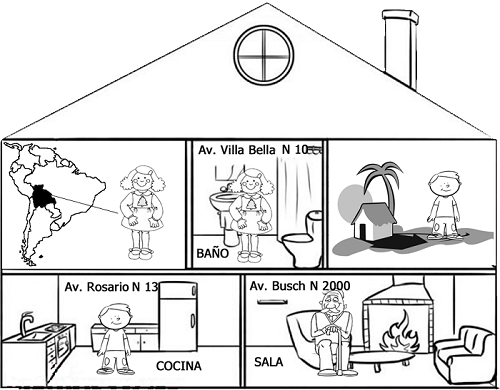 Av. Villa Bella N 10
BAÑO
Av. Rosario N 13
COCINA
Av. Busch N 2000
SALA